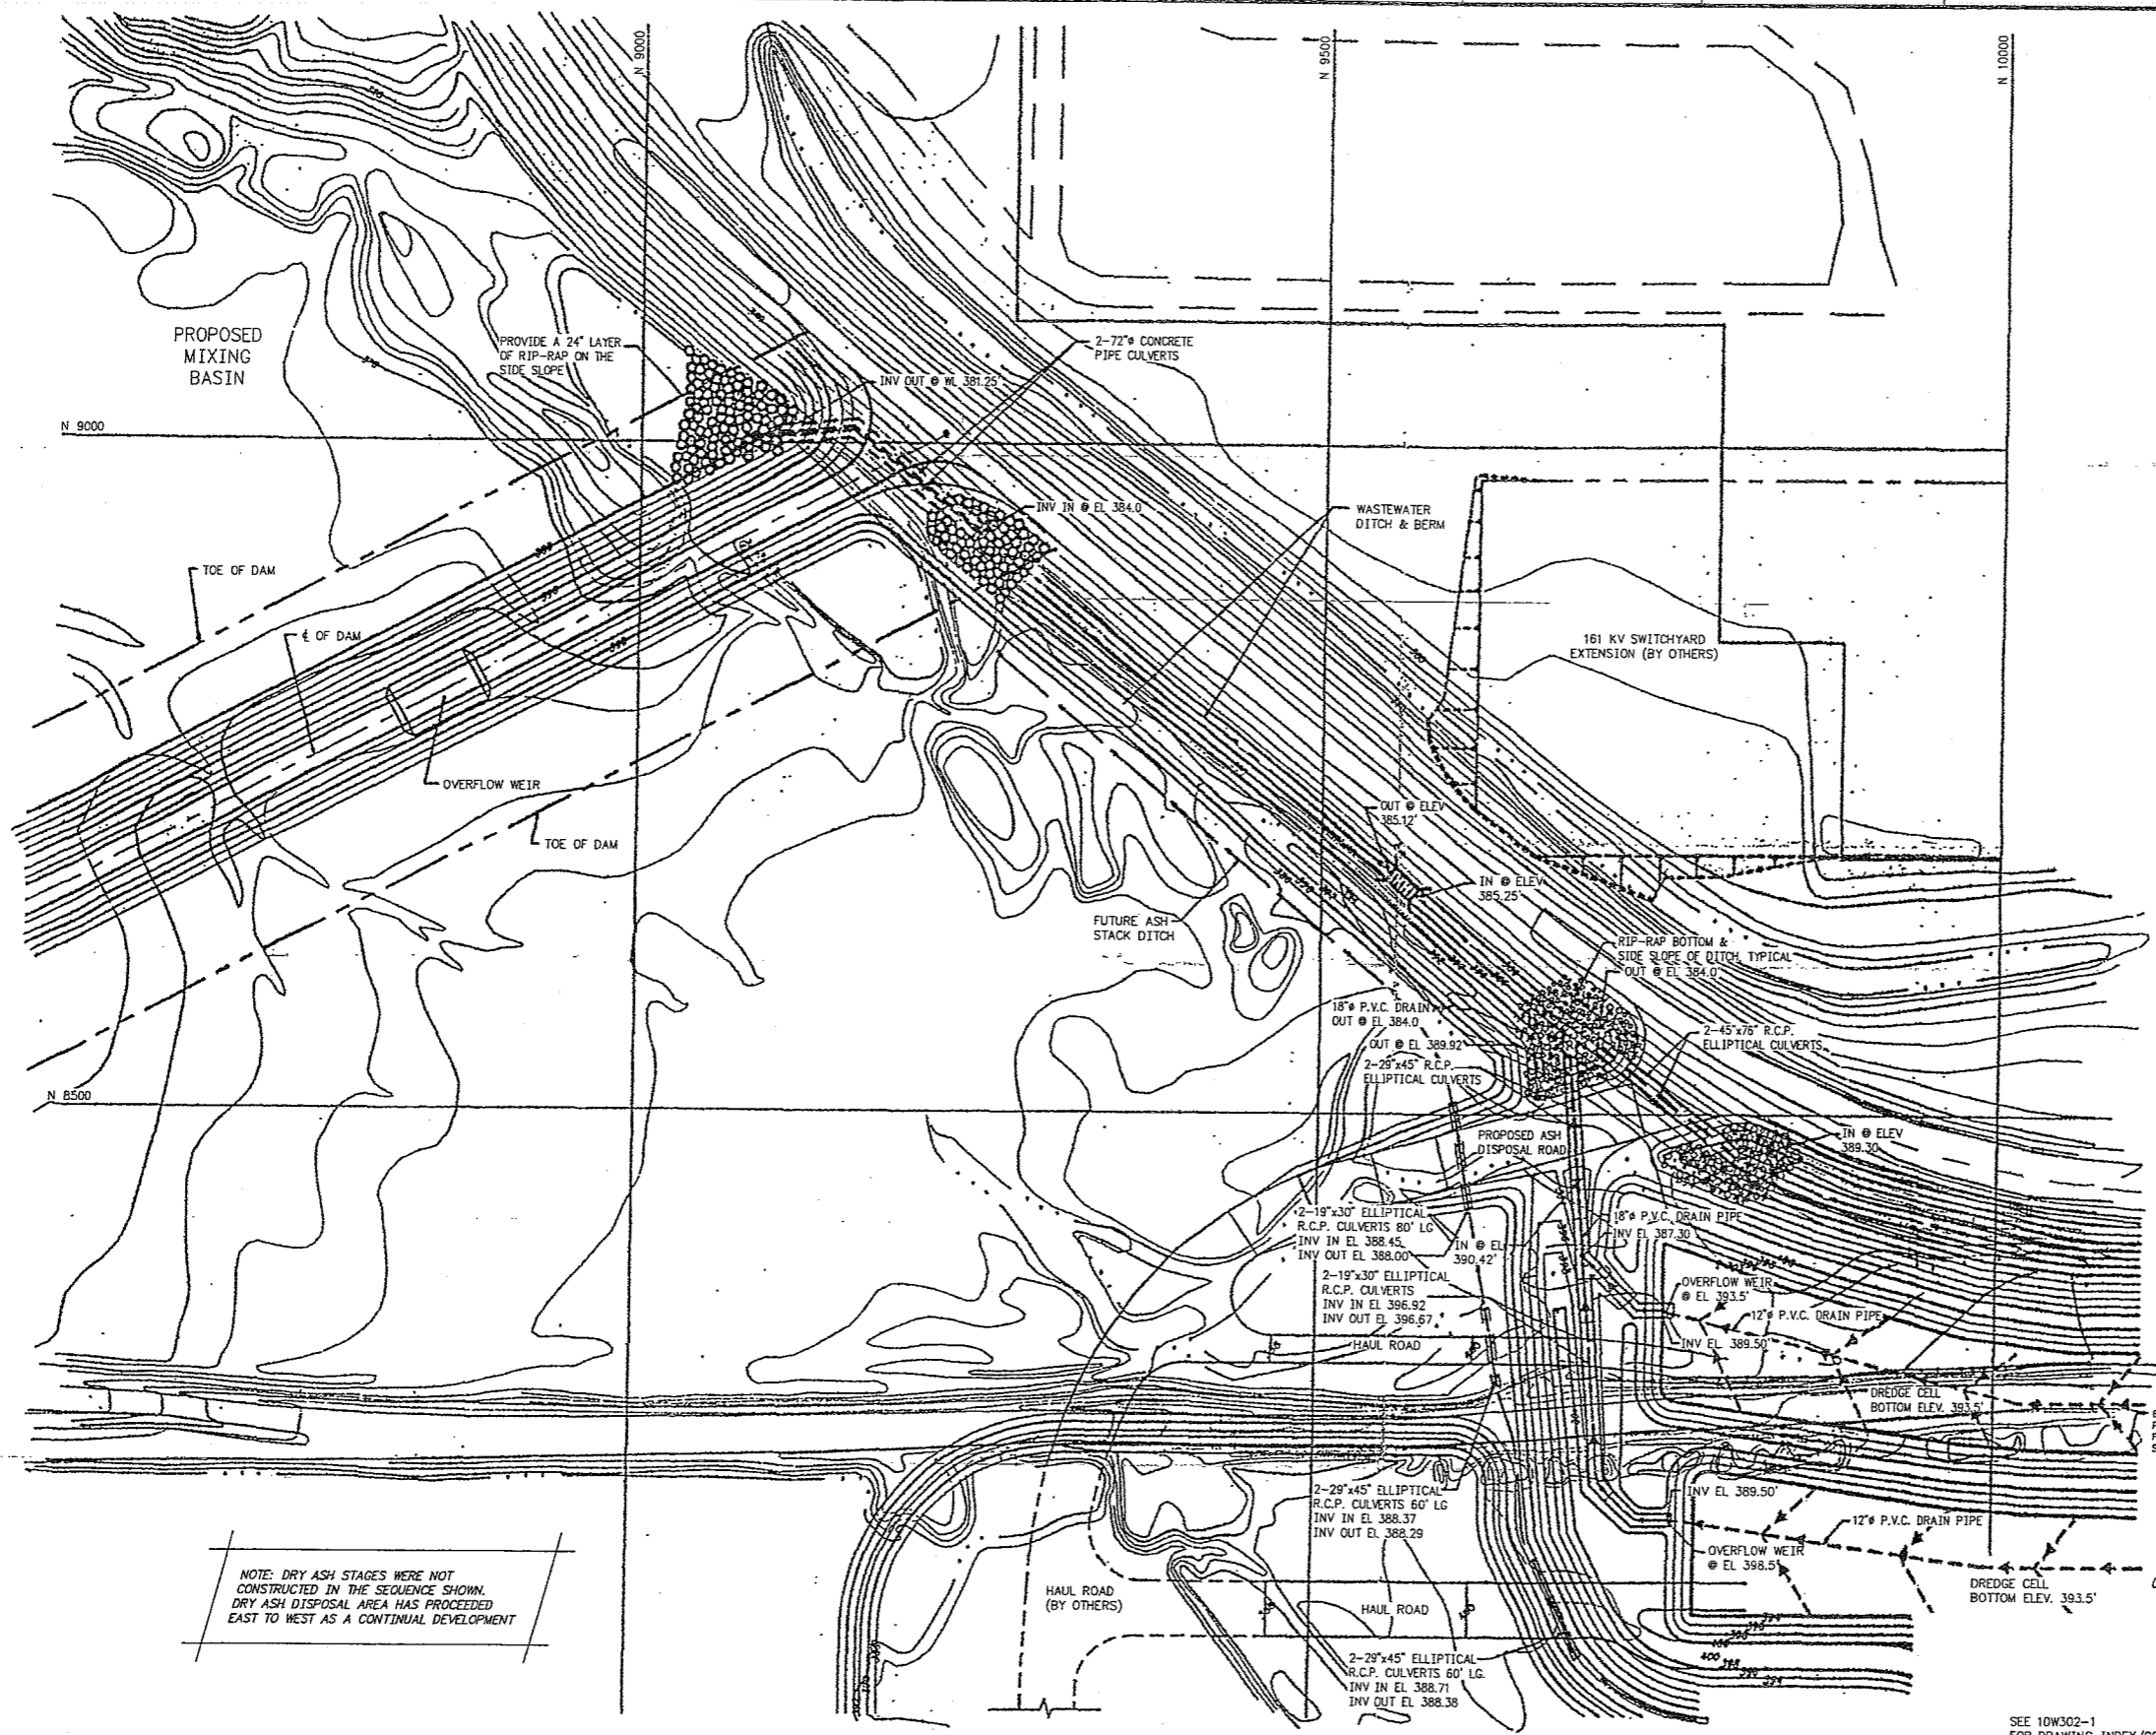 N 9000
N 9500
N 10000
PROPOSED
MIXING
BASIN
PROVIDE A 24" LAYER
OF RIP-RAP ON THE
SIDE SLOPE
2-72"ø CONCRETE
PIPE CULVERTS
INV OUT @ WL 381.25'
N 9000
INV IN @ EL 384.0
WASTEWATER
DITCH & BERM
TOE OF DAM
₵ OF DAM
161 KV SWITCHYARD
EXTENSION (BY OTHERS)
OVERFLOW WEIR
TOE OF DAM
OUT @ ELEV
385.12'
IN @ ELEV
385.25'
FUTURE ASH
STACK DITCH
RIP-RAP BOTTOM &
SIDE SLOPE OF DITCH, TYPICAL
OUT @ EL 384.0'
18"ø P.V.C. DRAIN
OUT @ EL 384.0
OUT @ EL 389.92'
2-29"x45" R.C.P.
ELLIPTICAL CULVERTS
2-45"x76" R.C.P.
ELLIPTICAL CULVERTS
N 8500
PROPOSED ASH
DISPOSAL ROAD
IN @ ELEV
389.30
2-19"x30" ELLIPTICAL
R.C.P. CULVERTS 80' LG
INV IN EL 388.45
INV OUT EL 388.00
IN @ EL
390.42'
18"ø P.V.C. DRAIN PIPE
INV EL 387.30
2-19"x30" ELLIPTICAL
R.C.P. CULVERTS
INV IN EL 396.92
INV OUT EL 396.67
OVERFLOW WEIR
@ EL 393.5'
12"ø P.V.C. DRAIN PIPE
INV EL 389.50'
HAUL ROAD
DREDGE CELL
BOTTOM ELEV. 393.5'
2-29"x45" ELLIPTICAL
R.C.P. CULVERTS 60' LG
INV IN EL 388.37
INV OUT EL 388.29
INV EL 389.50'
12"ø P.V.C. DRAIN PIPE
OVERFLOW WEIR
@ EL 398.5'
DREDGE CELL
BOTTOM ELEV. 393.5'
NOTE: DRY ASH STAGES WERE NOT
CONSTRUCTED IN THE SEQUENCE SHOWN.
DRY ASH DISPOSAL AREA HAS PROCEEDED
EAST TO WEST AS A CONTINUAL DEVELOPMENT
HAUL ROAD
(BY OTHERS)
HAUL ROAD
2-29"x45" ELLIPTICAL
R.C.P. CULVERTS 60' LG.
INV IN EL 388.71
INV OUT EL 388.38
SEE 10W302-1
FOR DRAWING INDEX